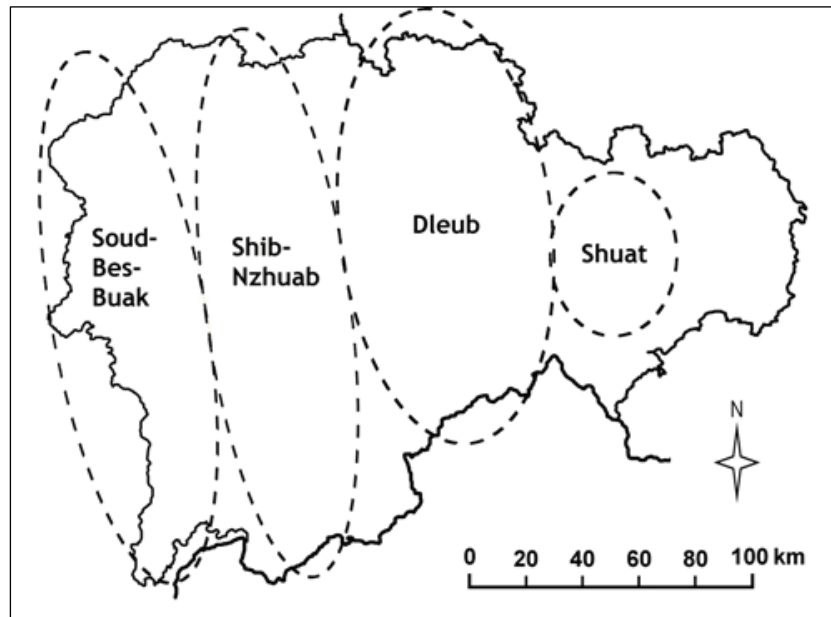 Soud-
Bes-
Buak
Shib-
Nzhuab
Dleub
Shuat
N
0 20 40 60 80 100 km